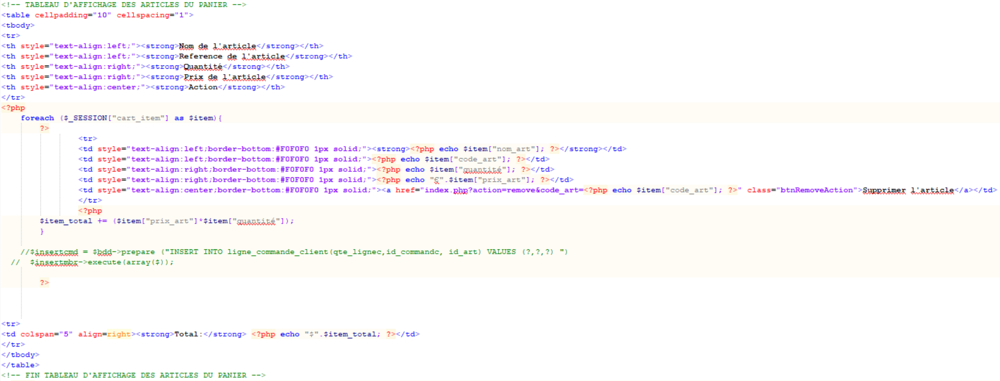 <!-- TABLEAU D'AFFICHAGE DES ARTICLES DU PANIER -->
<table cellpadding="10" cellspacing="1">
<tbody>
<tr>
<th style="text-align:left;"><strong>Nom de l'article</strong></th>
<th style="text-align:left;"><strong>Reference de l'article</strong></th>
<th style="text-align:right;"><strong>Quantité</strong></th>
<th style="text-align:right;"><strong>Prix de l'article</strong></th>
<th style="text-align:center;"><strong>Action</strong></th>
</tr>
<?php
foreach ($_SESSION["cart_item"] as $item){
?>
<tr>
<td style="text-align:left;border-bottom:#F0F0F0 1px solid;"><strong><?php echo $item["nom_art"]; ?></strong></td>
<td style="text-align:left;border-bottom:#F0F0F0 1px solid;"><?php echo $item["code_art"]; ?></td>
<td style="text-align:right;border-bottom:#F0F0F0 1px solid;"><?php echo $item["quantité"]; ?></td>
<td style="text-align:right;border-bottom:#F0F0F0 1px solid;"><?php echo "€".$item["prix_art"]; ?></td>
<td style="text-align:center;border-bottom:#F0F0F0 1px solid;"><a href="index.php?action=remove&code_art=<?php echo $item["code_art"]; ?>" class="btnRemoveAction">Supprimer l'article</a></td>
</tr>
<?php
$item_total += ($item["prix_art"]*$item["quantité"]);
}
//$insertcmd = $bdd->prepare ("INSERT INTO ligne_commande_client(qte_lignec,id_commandc, id_art) VALUES (?,?,?) ")
//  $insertmbr->execute(array($));
?>
<tr>
<td colspan="5" align=right><strong>Total:</strong> <?php echo "$".$item_total; ?></td>
</tr>
</tbody>
</table>
<!-- FIN TABLEAU D'AFFICHAGE DES ARTICLES DU PANIER -->